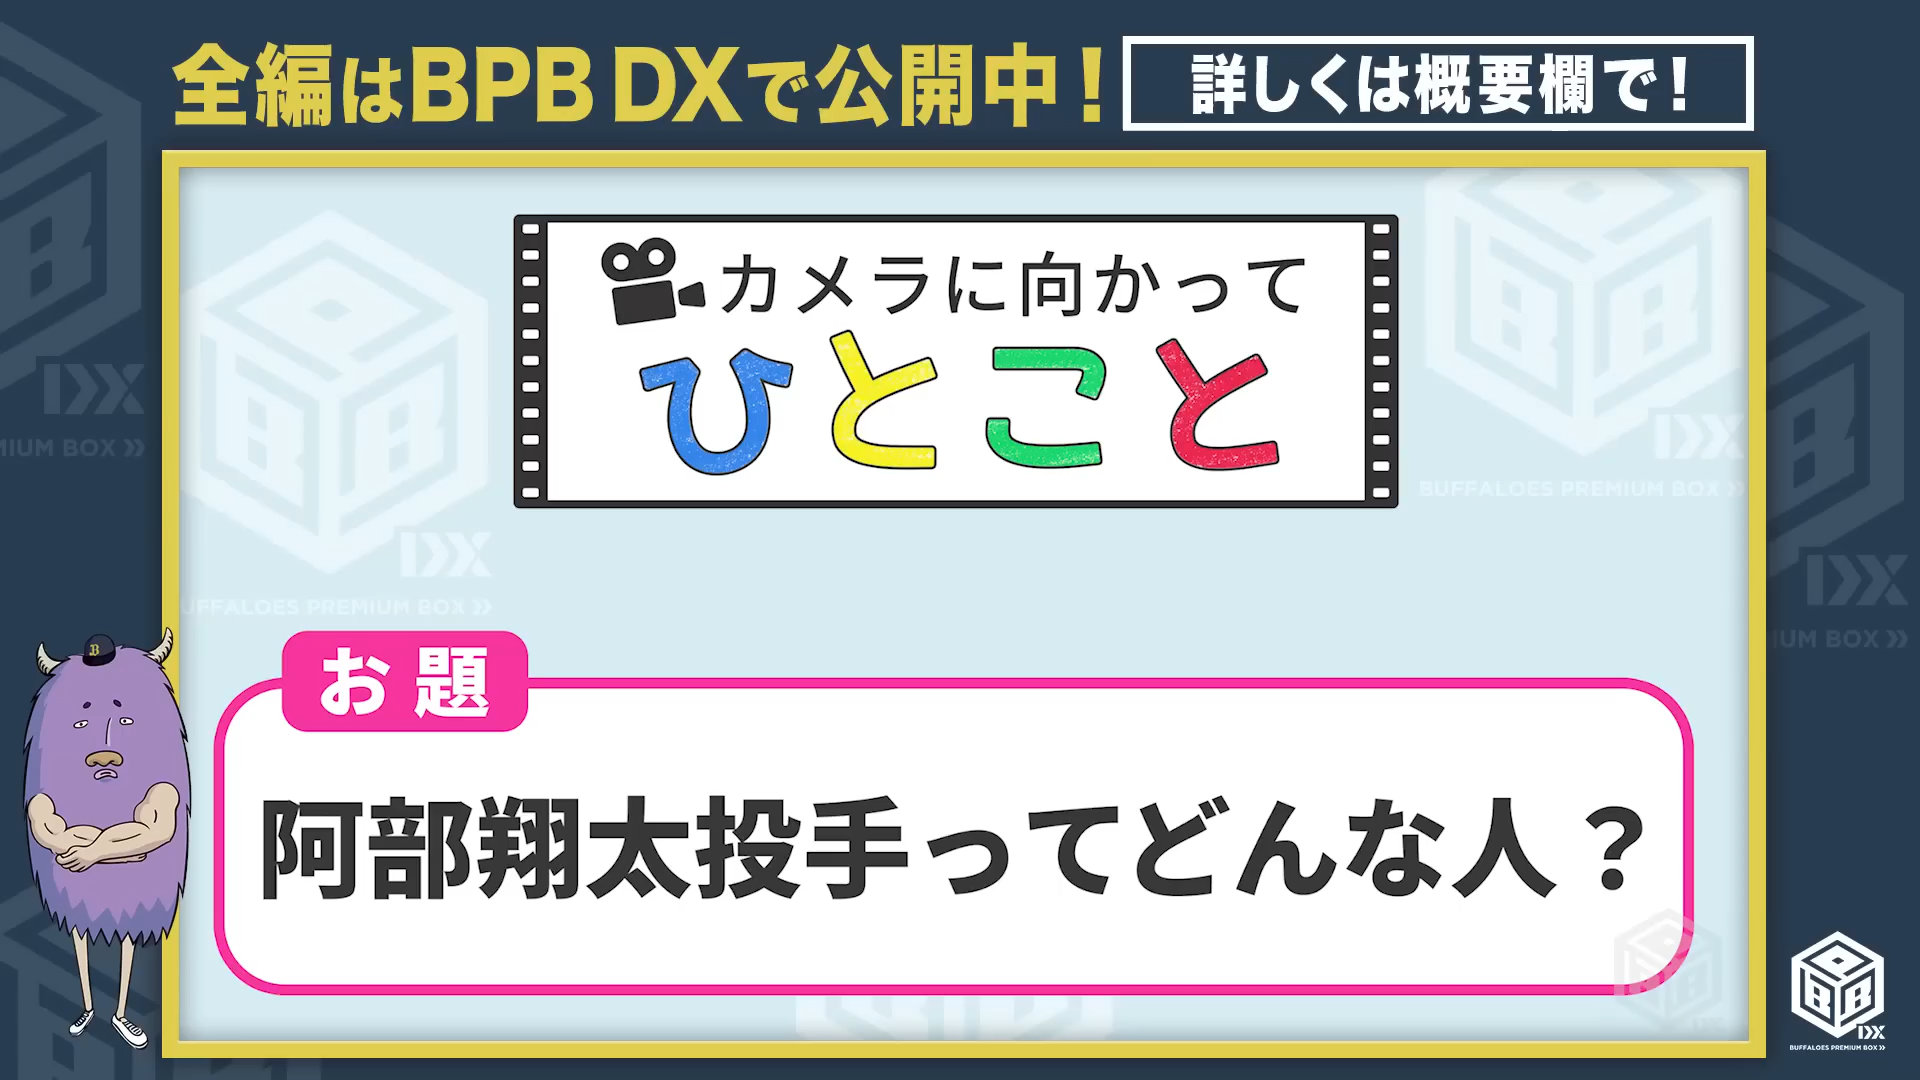 全編はBPB DXで公開中！
詳しくは概要欄で！
カメラに向かって
ひとこと
お題
阿部翔太投手ってどんな人？
BPB
DX
BUFFALOES PREMIUM BOX